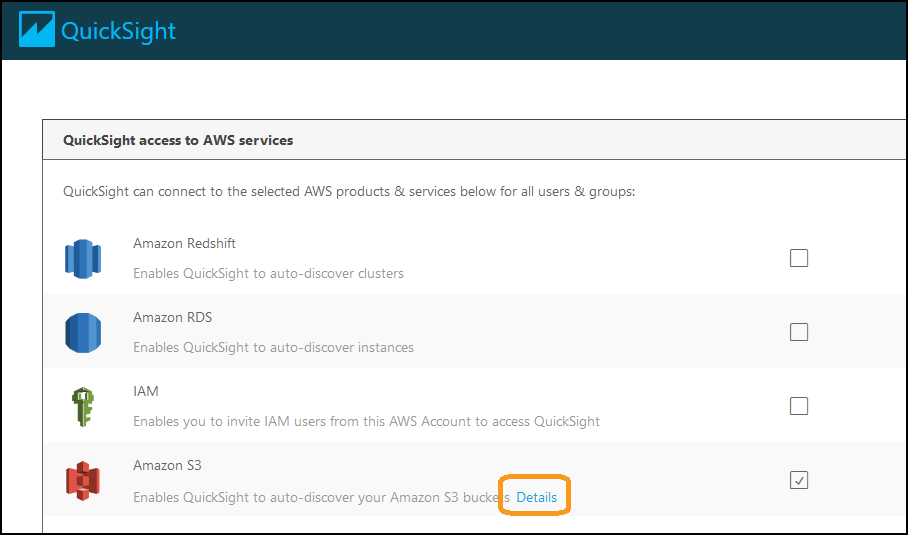 QuickSight
QuickSight access to AWS services
QuickSight can connect to the selected AWS products & services below for all users & groups:
Amazon Redshift
Enables QuickSight to auto-discover clusters
Amazon RDS
Enables QuickSight to auto-discover instances
IAM
Enables you to invite IAM users from this AWS Account to access QuickSight
Amazon S3
Enables QuickSight to auto-discover your Amazon S3 buckets Details